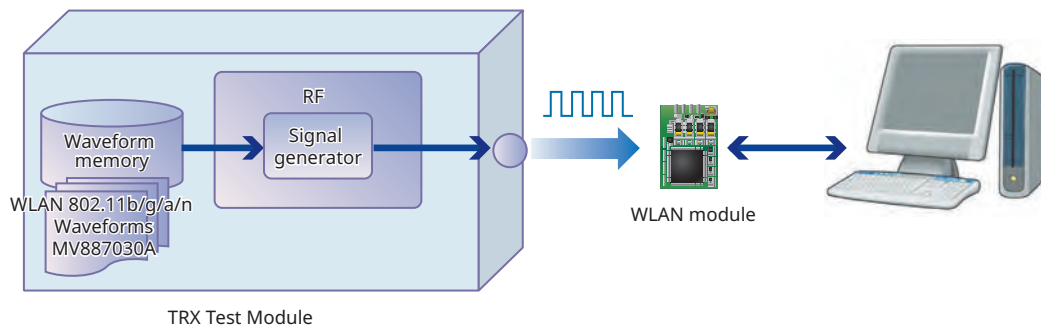 RF
Waveform
memory
Signal
generator
WLAN 802.11b/g/a/n
Waveforms
MV887030A
WLAN module
TRX Test Module